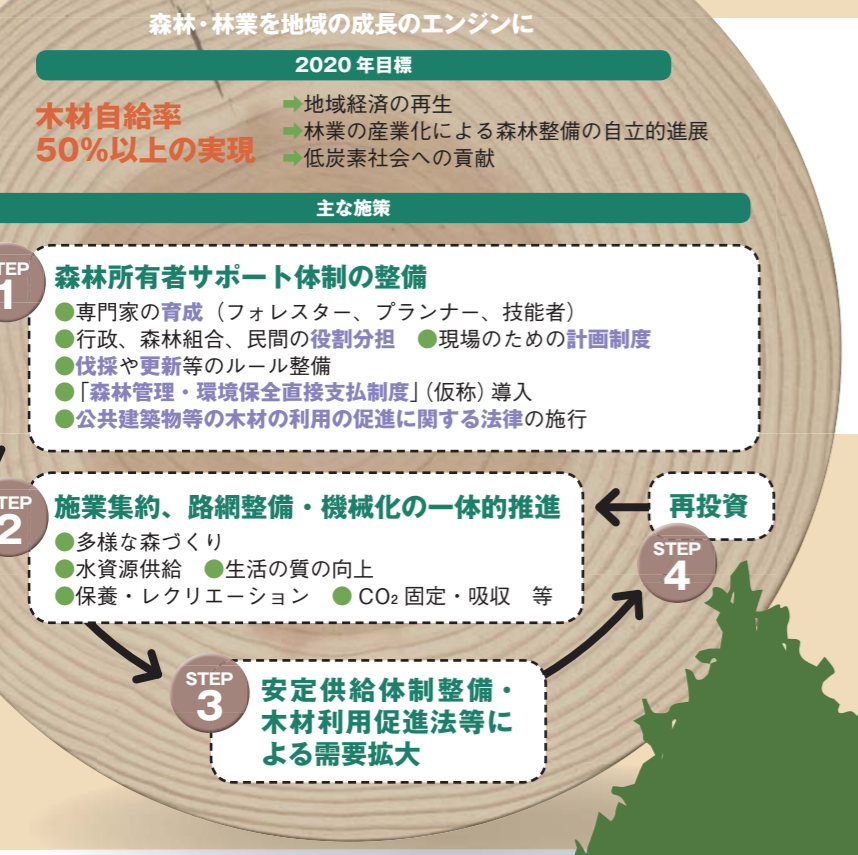 森林・林業を地域の成長のエンジンに
2020 年目標
木材自給率
50%以上の実現
➡地域経済の再生
➡林業の産業化による森林整備の自立的進展
➡低炭素社会への貢献
主な施策
STEP
1
森林所有者サポート体制の整備
●専門家の育成（フォレスター、プランナー、技能者）
●行政、森林組合、民間の役割分担　●現場のための計画制度
●伐採や更新等のルール整備
●「森林管理・環境保全直接支払制度」（仮称）導入
●公共建築物等の木材の利用の促進に関する法律の施行
STEP
2
施業集約、路網整備・機械化の一体的推進
●多様な森づくり
●水資源供給　●生活の質の向上
●保養・レクリエーション　● CO₂ 固定・吸収　等
再投資
STEP
4
STEP
3
安定供給体制整備・
木材利用促進法等に
よる需要拡大